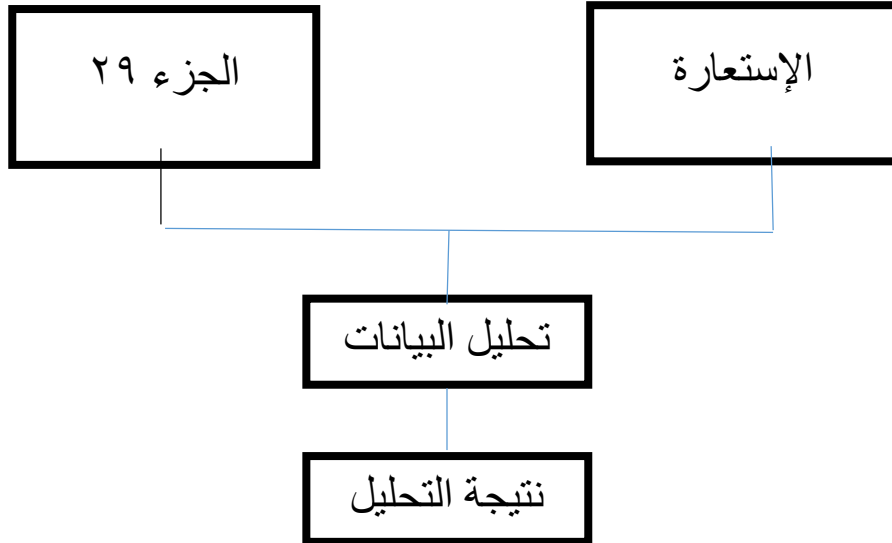 الإستعارة
الجزء ٢٩
تحليل البيانات
نتيجة التحليل